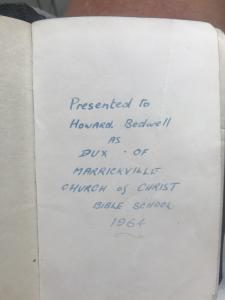 Presented to
Howard Bedwell
AS
DUX · OF
MARRICKVILLE
CHURCH of CHRIST
BIBLE SCHOOL
1964